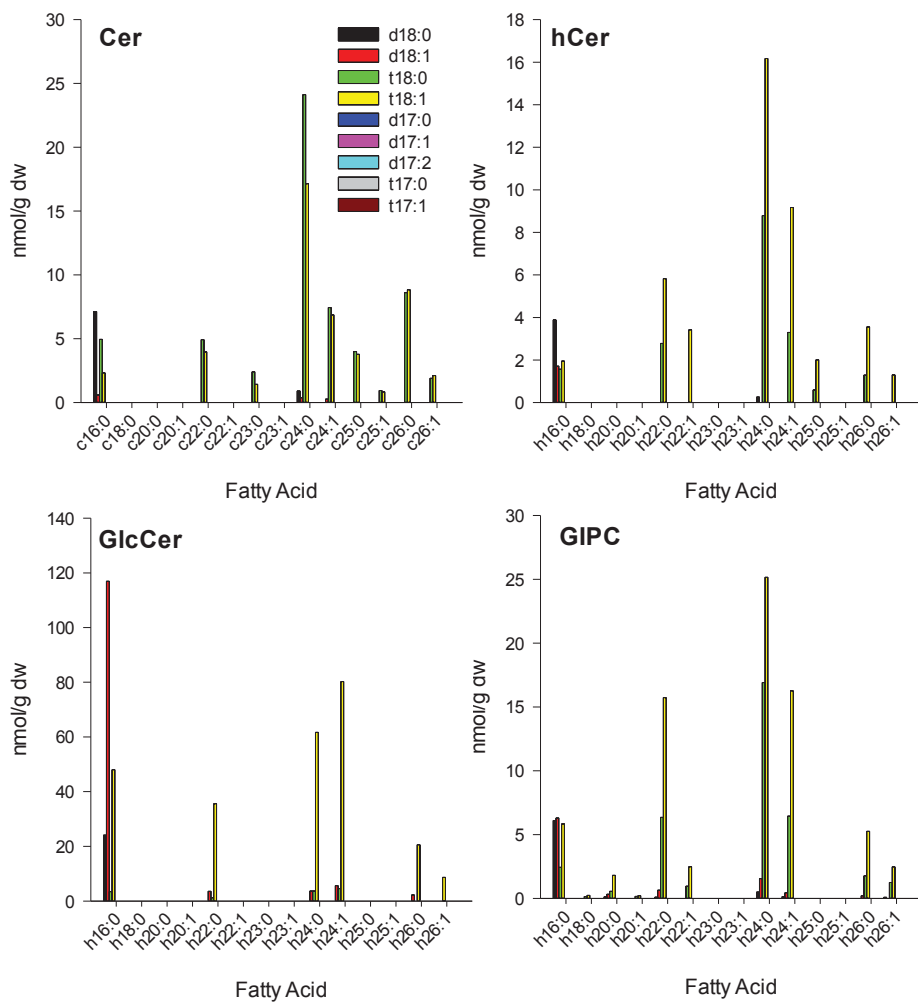 Cer
30
25
20
15
10
5
0
nmol/g dw
d18:0
d18:1
t18:0
t18:1
d17:0
d17:1
d17:2
t17:0
t17:1
c16:0
c18:0
c20:0
c20:1
c22:0
c22:1
c23:0
c23:1
c24:0
c24:1
c25:0
c25:1
c26:0
c26:1
Fatty Acid
hCer
18
16
14
12
10
8
6
4
2
0
nmol/g dw
h16:0
h18:0
h20:0
h20:1
h22:0
h22:1
h23:0
h23:1
h24:0
h24:1
h25:0
h25:1
h26:0
h26:1
Fatty Acid
GlcCer
140
120
100
80
60
40
20
0
nmol/g dw
h16:0
h18:0
h20:0
h20:1
h22:0
h22:1
h23:0
h23:1
h24:0
h24:1
h25:0
h25:1
h26:0
h26:1
Fatty Acid
GIPC
30
25
20
15
10
5
0
nmol/g dw
h16:0
h18:0
h20:0
h20:1
h22:0
h22:1
h23:0
h23:1
h24:0
h24:1
h25:0
h25:1
h26:0
h26:1
Fatty Acid